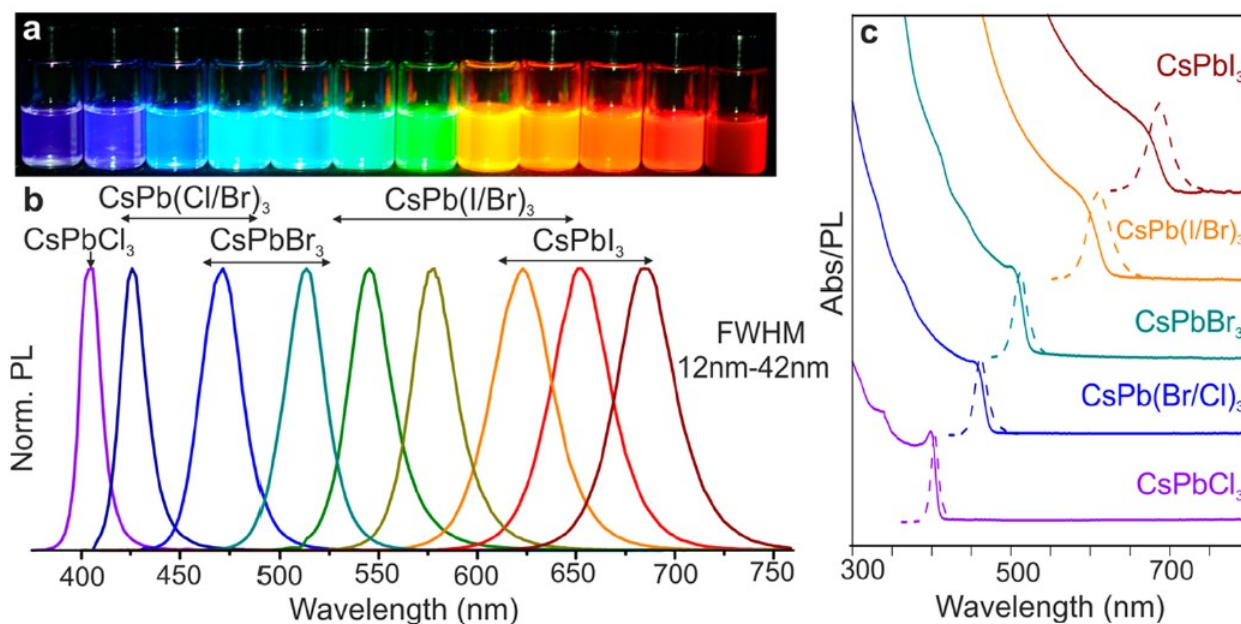 a
b
CsPb(Cl/Br)₃
CsPb(I/Br)₃
CsPbCl₃
CsPbBr₃
CsPbI₃
FWHM
12nm-42nm
Norm. PL
400 450 500 550 600 650 700 750
Wavelength (nm)
c
CsPbI₃
CsPb(I/Br)₃
CsPbBr₃
CsPb(Br/Cl)₃
CsPbCl₃
Abs/PL
300 500 700
Wavelength (nm)